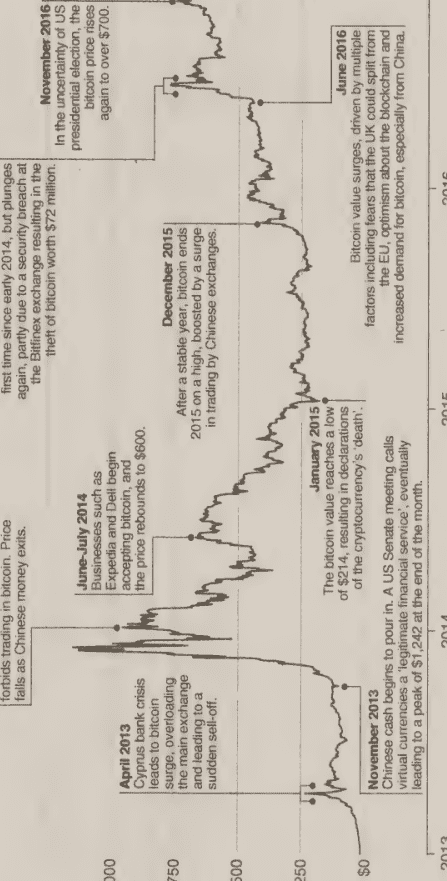 forbids trading in bitcoin. Price
falls as Chinese money exits.
first time since early 2014, but plunges
again, partly due to a security breach at
the Bitfinex exchange resulting in the
theft of bitcoin worth $72 million.
November 2016
In the uncertainty of US
presidential election, the
bitcoin price rises
again to over $700.
April 2013
Cyprus bank crisis
leads to bitcoin
surge, overloading
the main exchange
and leading to a
sudden sell-off.
June-July 2014
Businesses such as
Expedia and Dell begin
accepting bitcoin, and
the price rebounds to $600.
December 2015
After a stable year, bitcoin ends
2015 on a high, boosted by a surge
in trading by Chinese exchanges.
November 2013
Chinese cash begins to pour in. A US Senate meeting calls
virtual currencies a 'legitimate financial service', eventually
leading to a peak of $1,242 at the end of the month.
January 2015
The bitcoin value reaches a low
of $214, resulting in declarations
of the cryptocurrency's 'death'.
June 2016
Bitcoin value surges, driven by multiple
factors including fears that the UK could split from
the EU, optimism about the blockchain and
increased demand for bitcoin, especially from China.
000
750
500
250
$0
2013
2014
2015
2016